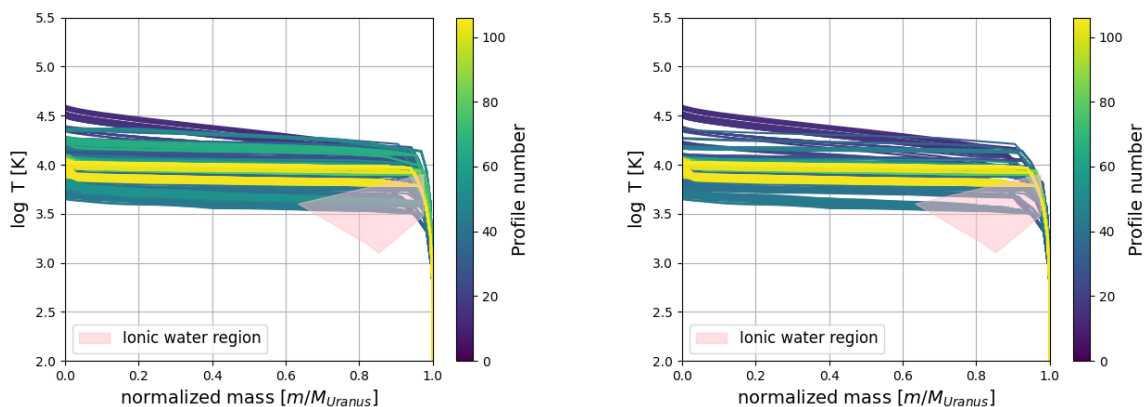 5.5
5.0
4.5
4.0
3.5
3.0
2.5
2.0
log T [K]
0.0 0.2 0.4 0.6 0.8 1.0
normalized mass [m/M_Uranus]
Ionic water region
100
80
60
40
20
0
Profile number
5.5
5.0
4.5
4.0
3.5
3.0
2.5
2.0
log T [K]
0.0 0.2 0.4 0.6 0.8 1.0
normalized mass [m/M_Uranus]
Ionic water region
100
80
60
40
20
0
Profile number